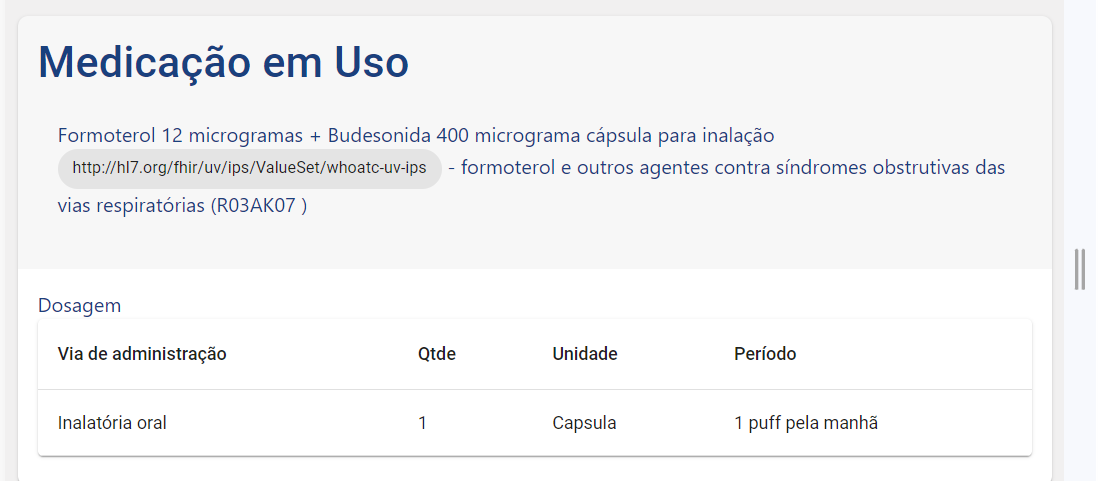 Medicação em Uso
Formoterol 12 microgramas + Budesonida 400 micrograma cápsula para inalação
http://hl7.org/fhir/uv/ips/ValueSet/whoatc-uv-ips - formoterol e outros agentes contra síndromes obstrutivas das
vias respiratórias (R03AK07 )
Dosagem
Via de administração Qtde Unidade Período
Inalatória oral 1 Capsula 1 puff pela manhã